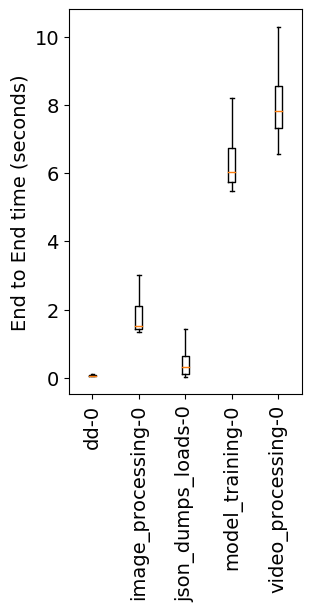 End to End time (seconds)
10
8
6
4
2
0
dd-0
image_processing-0
json_dumps_loads-0
model_training-0
video_processing-0